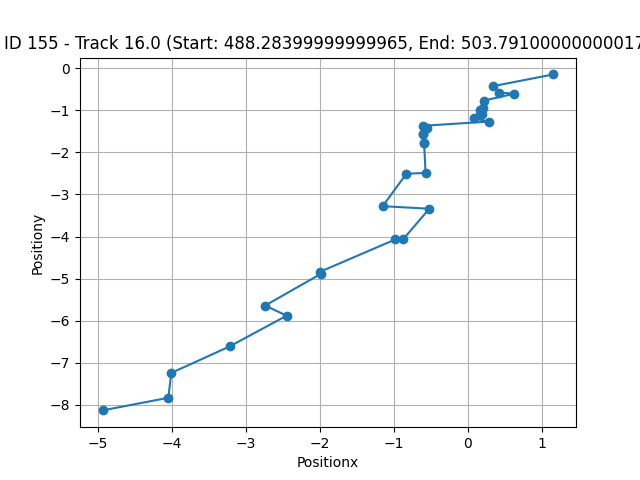 ID 155 - Track 16.0 (Start: 488.28399999999965, End: 503.79100000000017
0
−1
−2
−3
−4
−5
−6
−7
−8
Positiony
−5 −4 −3 −2 −1 0 1
Positionx